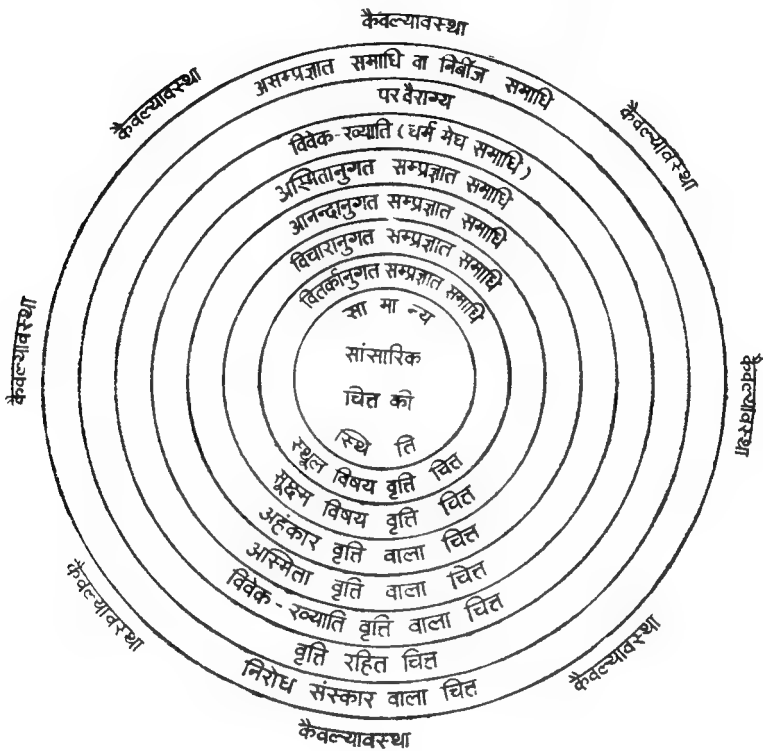 कैवल्यावस्था
कैवल्यावस्था
कैवल्यावस्था
असम्प्रज्ञात समाधि वा निर्बीज समाधि
परवैराग्य
विवेक-ख्याति (धर्म मेघ समाधि)
अस्मितानुगत सम्प्रज्ञात समाधि
आनन्दानुगत सम्प्रज्ञात समाधि
विचारानुगत सम्प्रज्ञात समाधि
वितर्कानुगत सम्प्रज्ञात समाधि
सा मा न्य
सांसारिक
चित्त की
स्थि ति
कैवल्यावस्था
कैवल्यावस्था
स्थूल विषय वृत्ति चित्त
सूक्ष्म विषय वृत्ति चित्त
अहंकार वृत्ति वाला चित्त
अस्मिता वृत्ति वाला चित्त
विवेक-ख्याति वृत्ति वाला चित्त
वृत्ति रहित चित्त
निरोध संस्कार वाला चित्त
कैवल्यावस्था
कैवल्यावस्था
कैवल्यावस्था